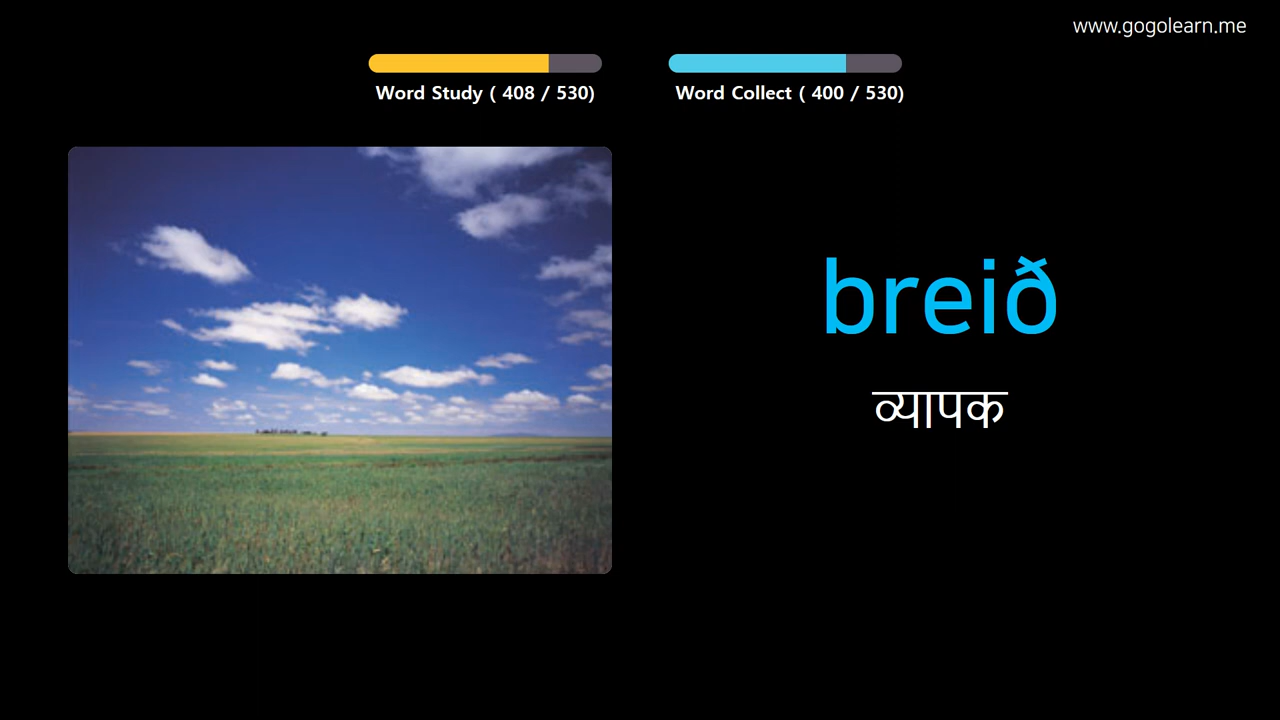 www.gogolearn.me
Word Study ( 408 / 530)
Word Collect ( 400 / 530)
breið
व्यापक